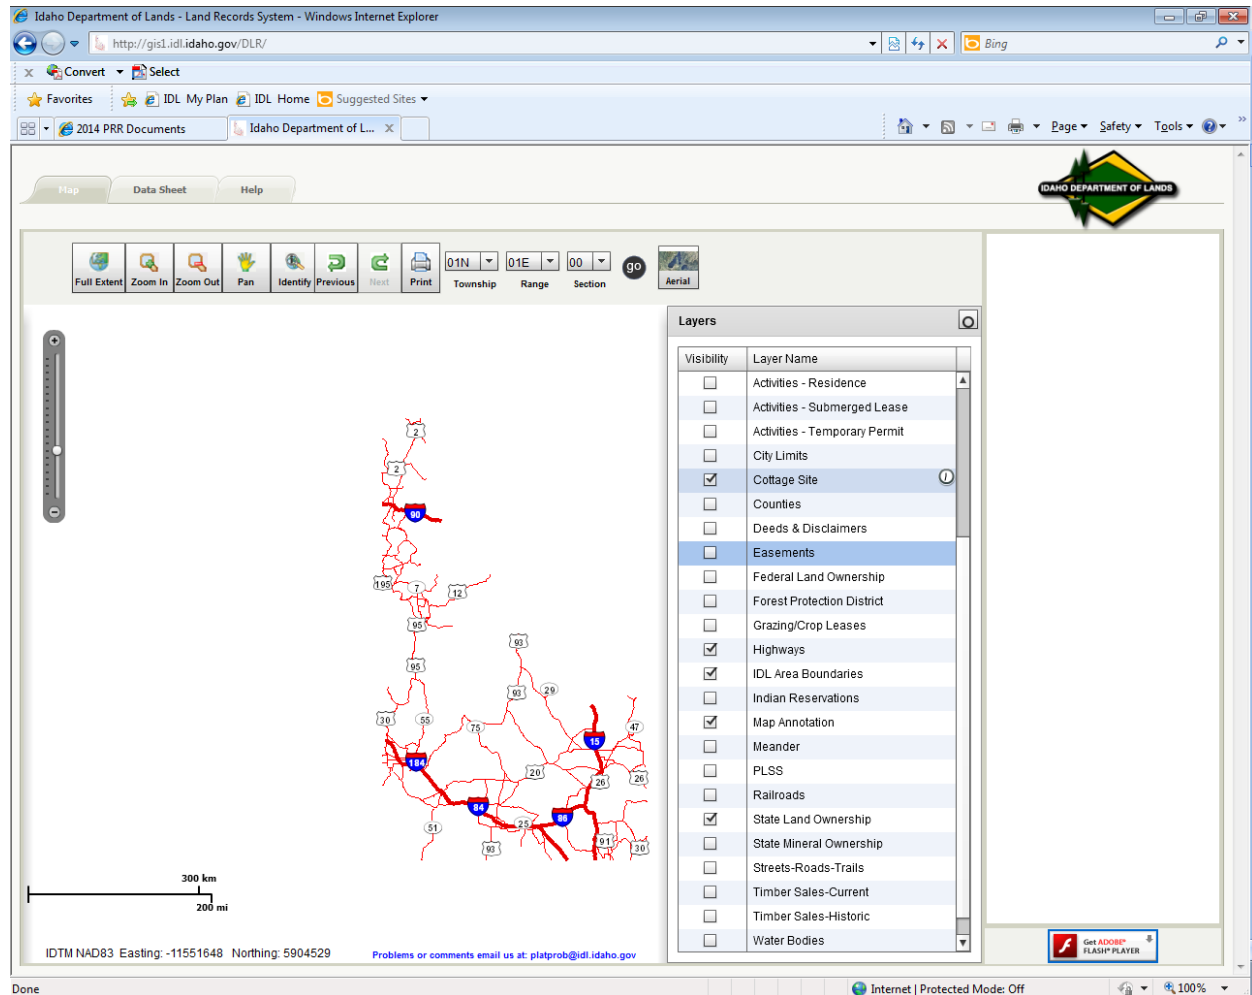 Idaho Department of Lands - Land Records System - Windows Internet Explorer
http://gis1.idl.idaho.gov/DLR/
Bing
x Convert Select
Favorites IDL My Plan IDL Home Suggested Sites
2014 PRR Documents Idaho Department of L... X
Page Safety Tools
Map Data Sheet Help
IDAHO DEPARTMENT OF LANDS
Full Extent Zoom In Zoom Out Pan Identify Previous Next Print
01N 01E 00 go
Township Range Section
Aerial
Layers
Visibility Layer Name
Activities - Residence
Activities - Submerged Lease
Activities - Temporary Permit
City Limits
Cottage Site
Counties
Deeds & Disclaimers
Easements
Federal Land Ownership
Forest Protection District
Grazing/Crop Leases
Highways
IDL Area Boundaries
Indian Reservations
Map Annotation
Meander
PLSS
Railroads
State Land Ownership
State Mineral Ownership
Streets-Roads-Trails
Timber Sales-Current
Timber Sales-Historic
Water Bodies
2
2
90
195 7 12
95
93
95
93 29
30 55 75 47
15
184
20 26 26
84 86
51 25 91
93 30
300 km
200 mi
IDTM NAD83 Easting: -11551648 Northing: 5904529
Problems or comments email us at: platprob@idl.idaho.gov
Get ADOBE®
FLASH® PLAYER
Done
Internet | Protected Mode: Off
100%